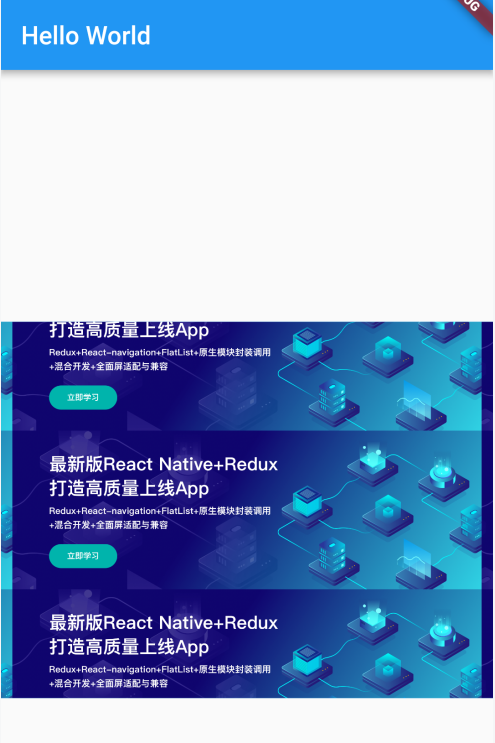 Hello World
打造高质量上线App
Redux+React-navigation+FlatList+原生模块封装调用
+混合开发+全面屏适配与兼容
立即学习
最新版React Native+Redux
打造高质量上线App
Redux+React-navigation+FlatList+原生模块封装调用
+混合开发+全面屏适配与兼容
立即学习
最新版React Native+Redux
打造高质量上线App
Redux+React-navigation+FlatList+原生模块封装调用
+混合开发+全面屏适配与兼容